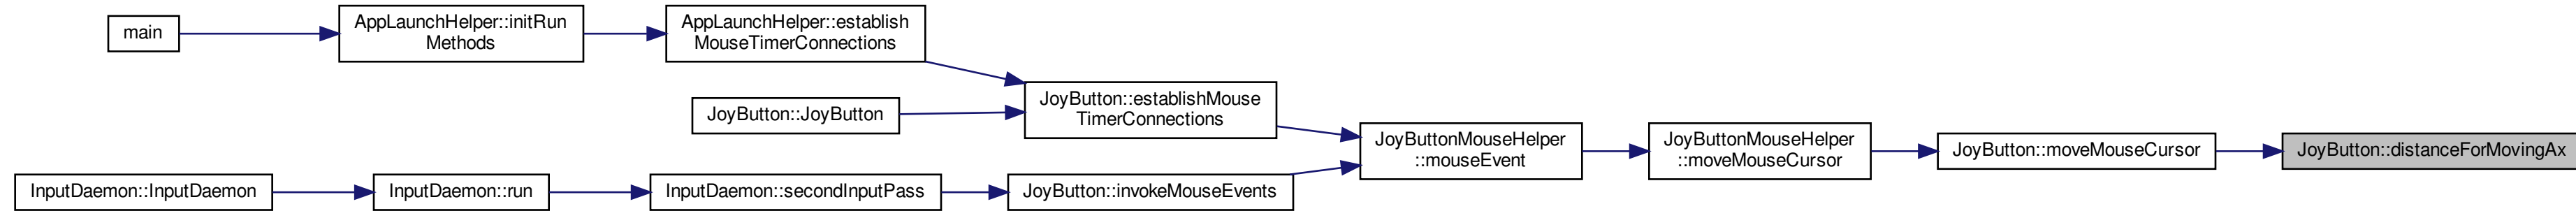 main
AppLaunchHelper::initRun
Methods
AppLaunchHelper::establish
MouseTimerConnections
JoyButton::JoyButton
JoyButton::establishMouse
TimerConnections
InputDaemon::InputDaemon
InputDaemon::run
InputDaemon::secondInputPass
JoyButton::invokeMouseEvents
JoyButtonMouseHelper
::mouseEvent
JoyButtonMouseHelper
::moveMouseCursor
JoyButton::moveMouseCursor
JoyButton::distanceForMovingAx